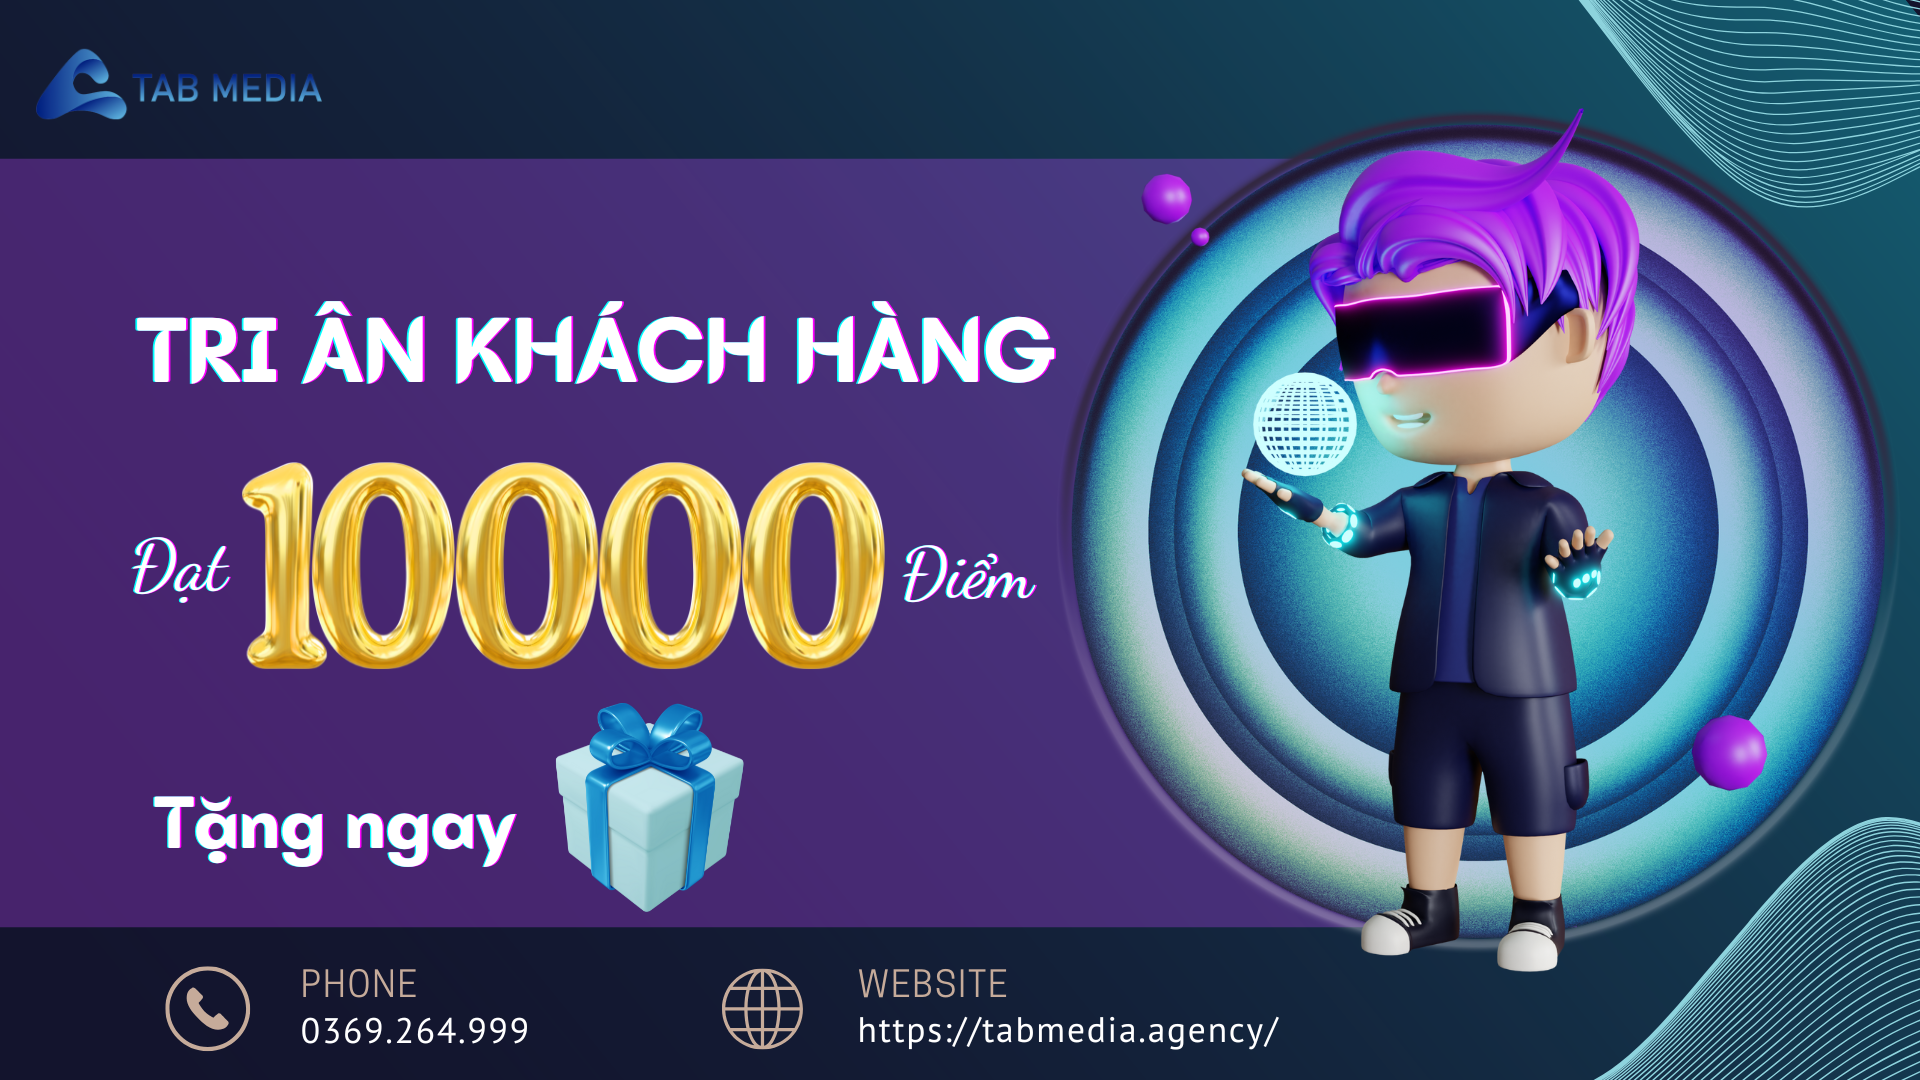 TAB MEDIA
TRI ÂN KHÁCH HÀNG
Đạt 10000 Điểm
Tặng ngay
PHONE
0369.264.999
WEBSITE
https://tabmedia.agency/